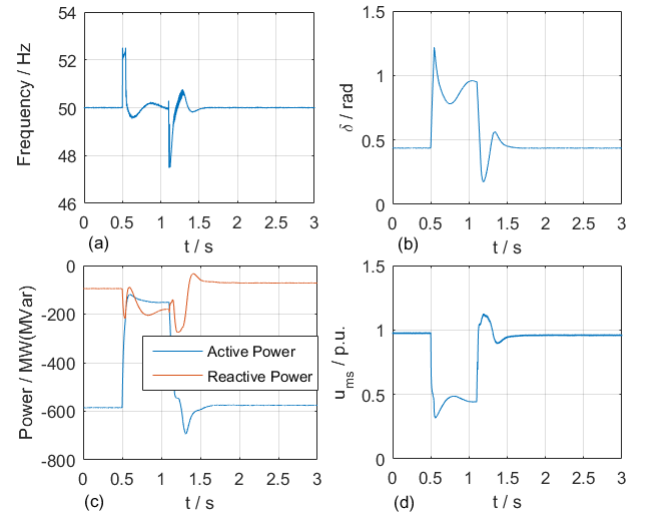 54
52
50
48
46
Frequency / Hz
0 0.5 1 1.5 2 2.5 3
(a) t / s
1.5
1
0.5
0
δ / rad
0 0.5 1 1.5 2 2.5 3
(b) t / s
0
-200
-400
-600
-800
Power / MW(MVar)
Active Power
Reactive Power
0 0.5 1 1.5 2 2.5 3
(c) t / s
1.5
1
0.5
0
u_ms / p.u.
0 0.5 1 1.5 2 2.5 3
(d) t / s